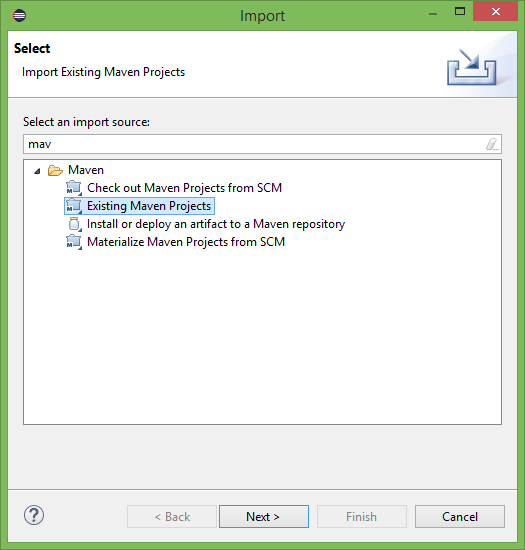 Import
Select
Import Existing Maven Projects
Select an import source:
mav
Maven
Check out Maven Projects from SCM
Existing Maven Projects
Install or deploy an artifact to a Maven repository
Materialize Maven Projects from SCM
< Back
Next >
Finish
Cancel